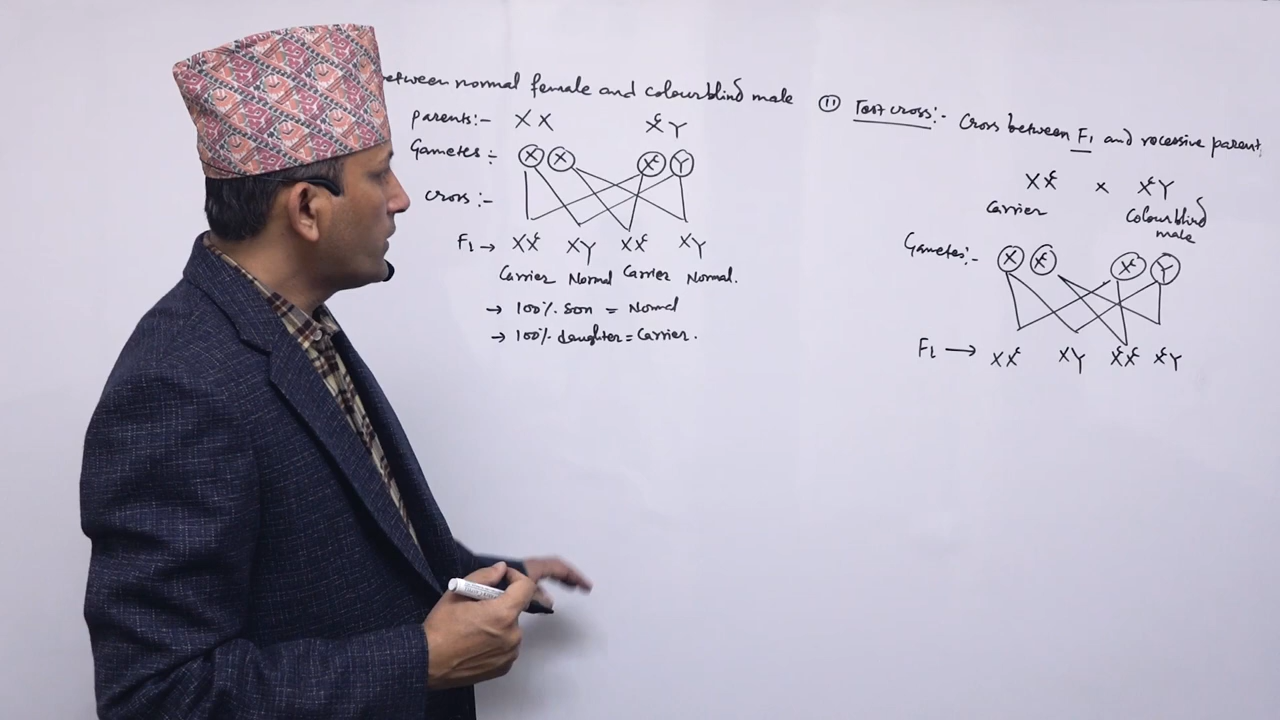 between normal female and colourblind male
parents:- XX XᶜY
Gametes:- X X Xᶜ Y
cross:-
F₁ → XXᶜ XY XXᶜ XY
Carrier Normal Carrier Normal.
→ 100% son = Normal
→ 100% daughter = Carrier.
(11) Test cross:- Cross between F₁ and recessive parent,
XXᶜ × XᶜY
Carrier Colourblind
male
Gametes:- X Xᶜ Xᶜ Y
F₂ → XXᶜ XY XᶜXᶜ XᶜY